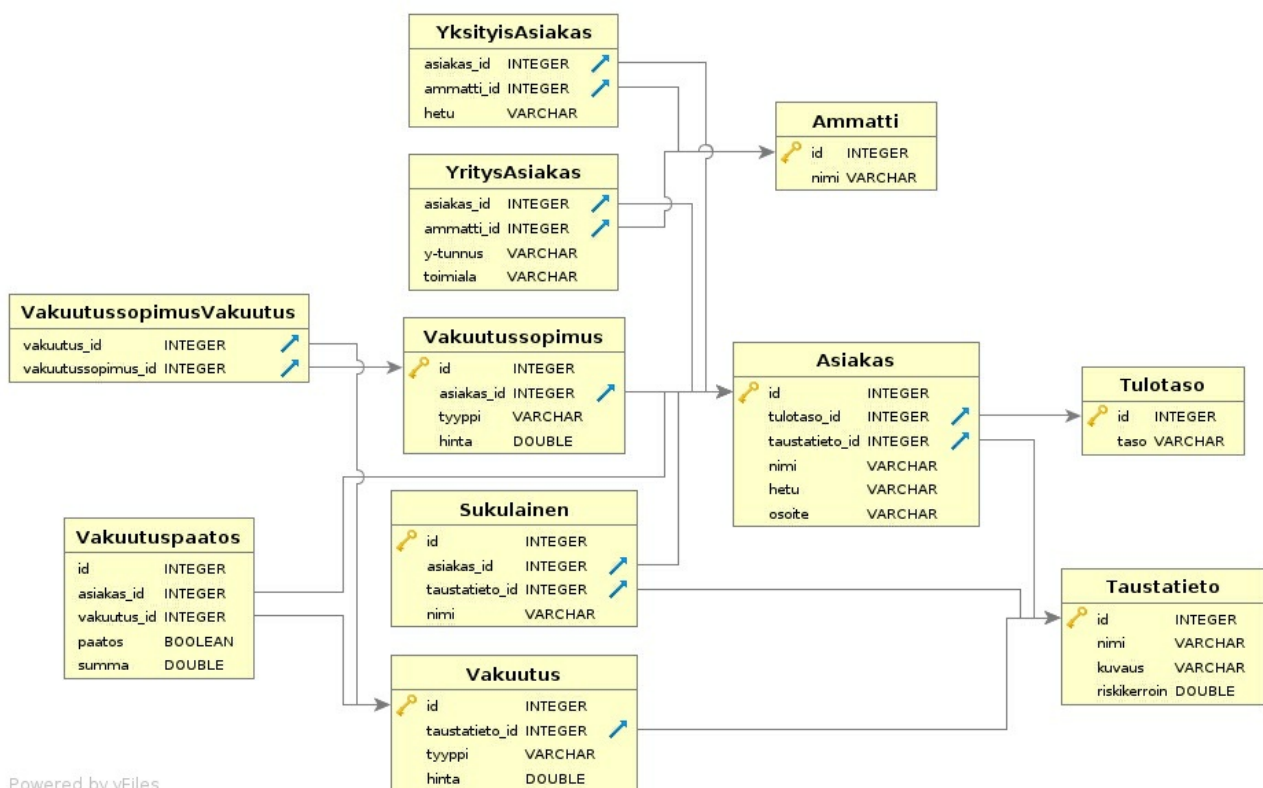 YksityisAsiakas
asiakas_id INTEGER
ammatti_id INTEGER
hetu VARCHAR
Ammatti
id INTEGER
nimi VARCHAR
YritysAsiakas
asiakas_id INTEGER
ammatti_id INTEGER
y-tunnus VARCHAR
toimiala VARCHAR
VakuutussopimusVakuutus
vakuutus_id INTEGER
vakuutussopimus_id INTEGER
Vakuutussopimus
id INTEGER
asiakas_id INTEGER
tyyppi VARCHAR
hinta DOUBLE
Asiakas
id INTEGER
tulotaso_id INTEGER
taustatieto_id INTEGER
nimi VARCHAR
hetu VARCHAR
osoite VARCHAR
Tulotaso
id INTEGER
taso VARCHAR
Sukulainen
id INTEGER
asiakas_id INTEGER
taustatieto_id INTEGER
nimi VARCHAR
Vakuutuspaatos
id INTEGER
asiakas_id INTEGER
vakuutus_id INTEGER
paatos BOOLEAN
summa DOUBLE
Taustatieto
id INTEGER
nimi VARCHAR
kuvaus VARCHAR
riskikerroin DOUBLE
Vakuutus
id INTEGER
taustatieto_id INTEGER
tyyppi VARCHAR
hinta DOUBLE
Powered by yFiles